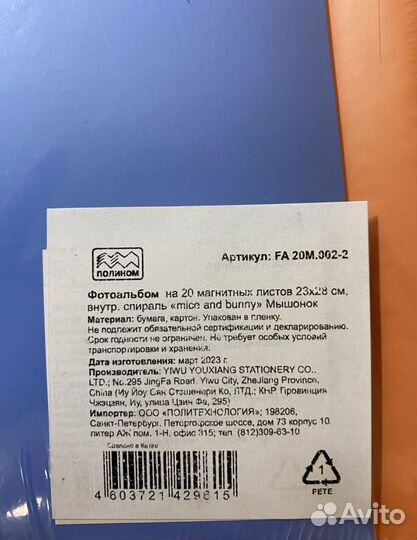 ПОЛИНОМ
Артикул: FA 20M.002-2
Фотоальбом на 20 магнитных листов 23х28 см,
внутр. спираль «mice and bunny» Мышонок
Материал: бумага, картон. Упакован в пленку.
Не подлежит обязательной сертификации и декларированию.
Срок годности не ограничен. Не требует особых условий
транспортировки и хранения.
Изготовлено: март 2023 г.
Производитель: YIWU YOUXIANG STATIONERY CO.,
LTD.; No.295 JingFa Road, Yiwu City, ZheJiang Province,
China (Иу Йоу Сян Стэшенери Ко, ЛТД.; КНР Провинция
Чжэцзян, Иу, улица Цзин Фа, 295)
Импортер: ООО «ПОЛИТЕХНОЛОГИЯ»; 198206,
Санкт-Петербург, Петергорское шоссе, дом 73 корпус 10.
литер АЖ пом. 1-Н, офис 315; тел: (812)309-63-10
Сделано в Китае
4 603721 429615
1
PETE
Avito